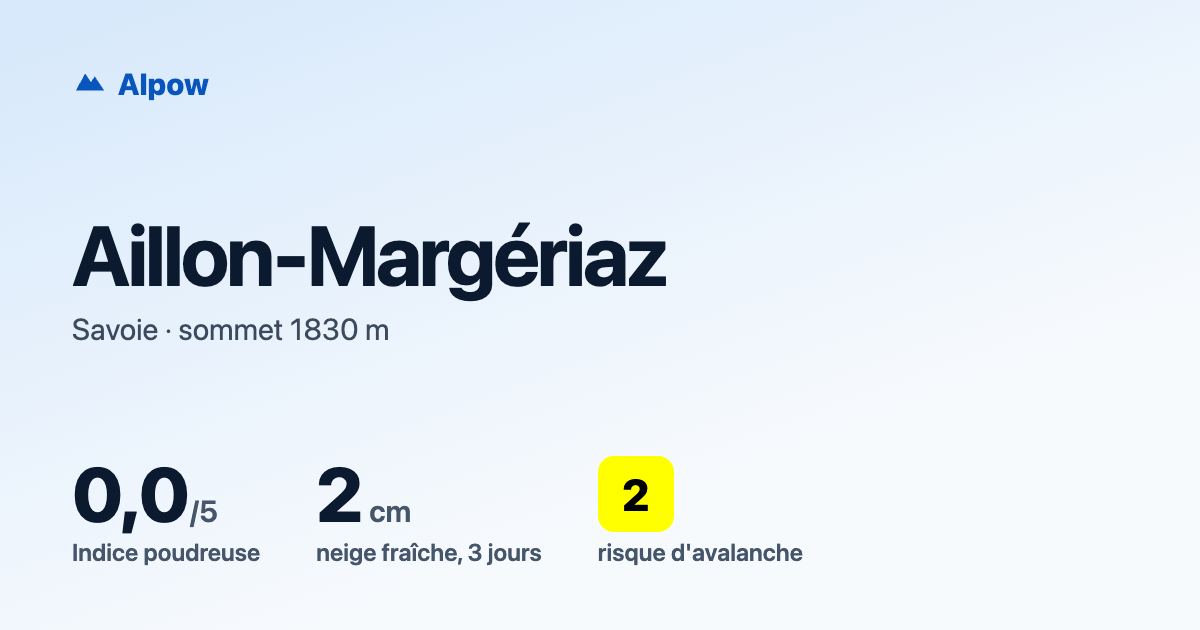 Alpow
Aillon-Margériaz
Savoie · sommet 1830 m
0,0/5
Indice poudreuse
2 cm
neige fraîche, 3 jours
2
risque d'avalanche